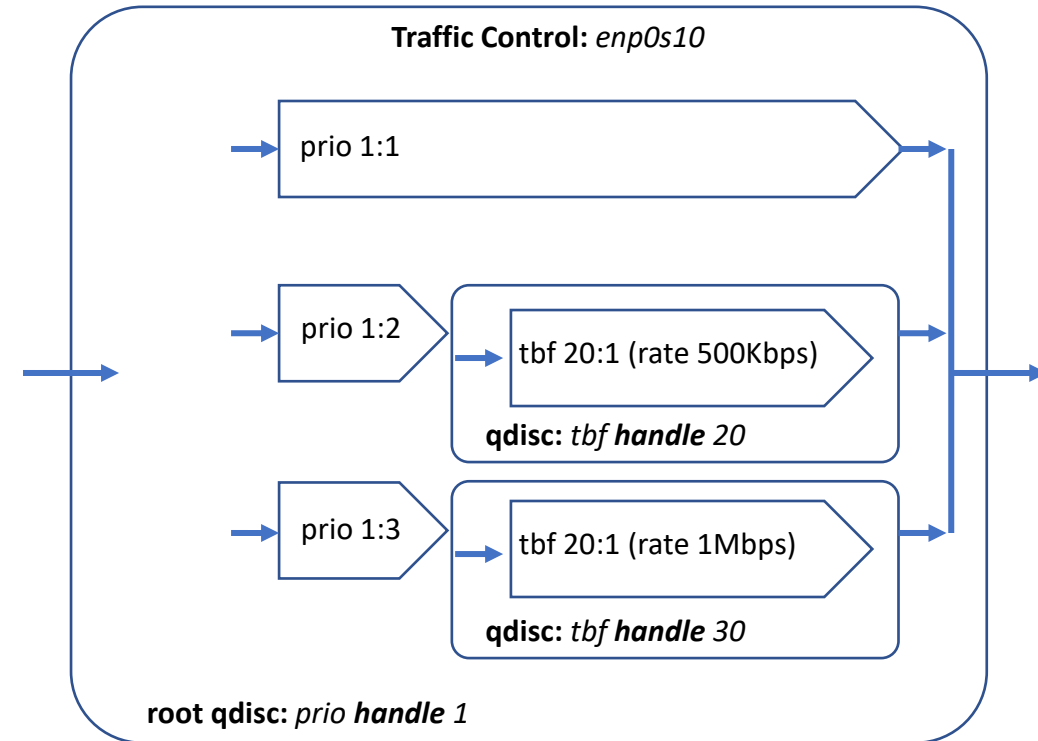 Traffic Control: enp0s10
prio 1:1
prio 1:2
tbf 20:1 (rate 500Kbps)
qdisc: tbf handle 20
prio 1:3
tbf 20:1 (rate 1Mbps)
qdisc: tbf handle 30
root qdisc: prio handle 1